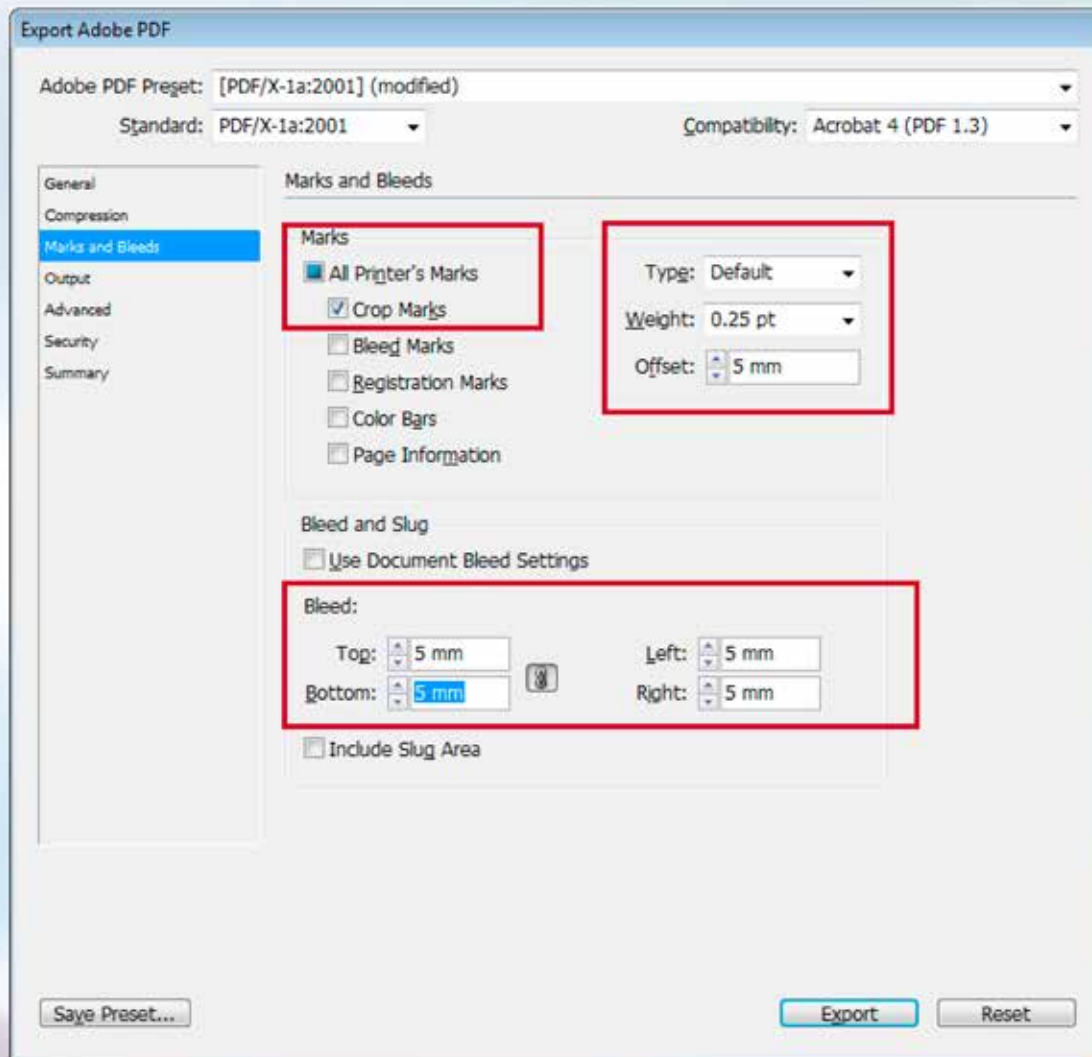 Export Adobe PDF
Adobe PDF Preset: [PDF/X-1a:2001] (modified)
Standard: PDF/X-1a:2001 Compatibility: Acrobat 4 (PDF 1.3)
General
Compression
Marks and Bleeds
Output
Advanced
Security
Summary
Marks and Bleeds
Marks
All Printer's Marks
Crop Marks
Bleed Marks
Registration Marks
Color Bars
Page Information
Type: Default
Weight: 0.25 pt
Offset: 5 mm
Bleed and Slug
Use Document Bleed Settings
Bleed:
Top: 5 mm Left: 5 mm
Bottom: 5 mm Right: 5 mm
Include Slug Area
Save Preset... Export Reset